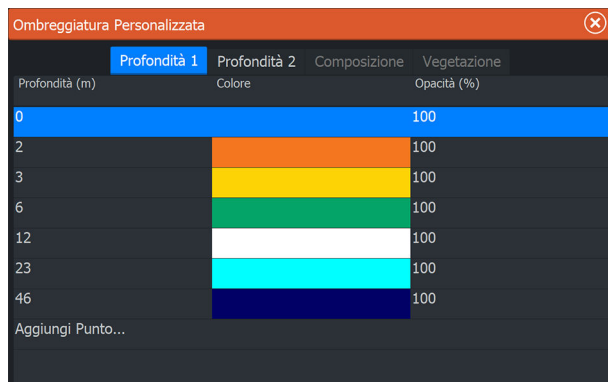 Ombreggiatura Personalizzata
Profondità 1 Profondità 2 Composizione Vegetazione
Profondità (m) Colore Opacità (%)
0 100
2 100
3 100
6 100
12 100
23 100
46 100
Aggiungi Punto...